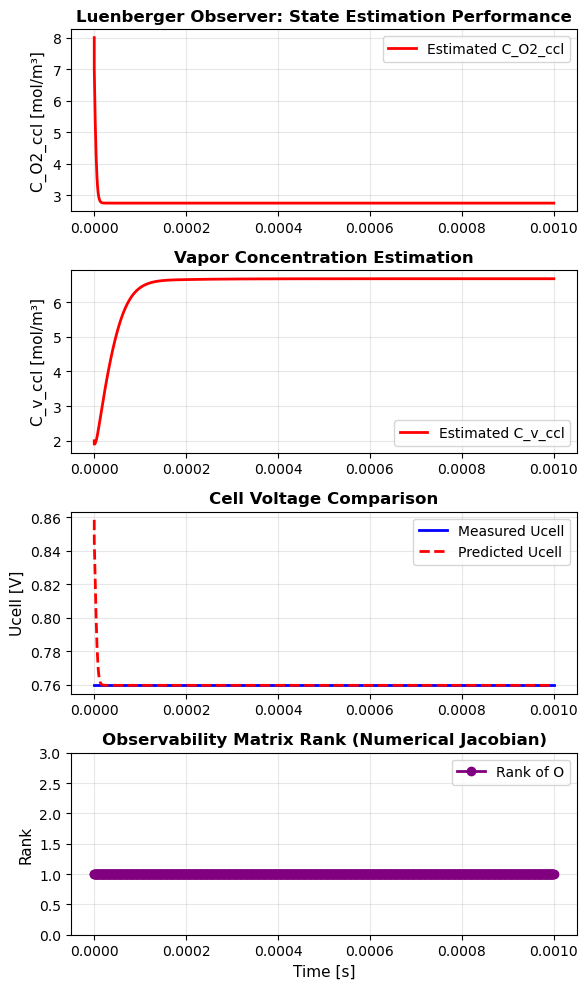 Luenberger Observer: State Estimation Performance
C_O2_ccl [mol/m³]
8
7
6
5
4
3
Estimated C_O2_ccl
0.0000 0.0002 0.0004 0.0006 0.0008 0.0010
Vapor Concentration Estimation
C_v_ccl [mol/m³]
6
5
4
3
2
Estimated C_v_ccl
0.0000 0.0002 0.0004 0.0006 0.0008 0.0010
Cell Voltage Comparison
Ucell [V]
0.86
0.84
0.82
0.80
0.78
0.76
Measured Ucell
Predicted Ucell
0.0000 0.0002 0.0004 0.0006 0.0008 0.0010
Observability Matrix Rank (Numerical Jacobian)
Rank
3.0
2.5
2.0
1.5
1.0
0.5
0.0
Rank of O
0.0000 0.0002 0.0004 0.0006 0.0008 0.0010
Time [s]